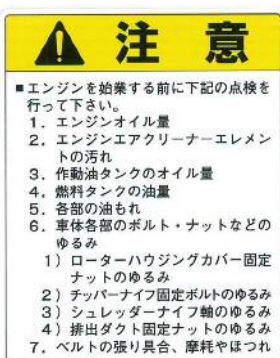 注意
■エンジンを始業する前に下記の点検を
行って下さい。
1. エンジンオイル量
2. エンジンエアクリーナーエレメン
トの汚れ
3. 作動油タンクのオイル量
4. 燃料タンクの油量
5. 各部の油もれ
6. 車体各部のボルト・ナットなどの
ゆるみ
1) ローターハウジングカバー固定
ナットのゆるみ
2) チッパーナイフ固定ボルトのゆるみ
3) シュレッダーナイフ軸のゆるみ
4) 排出ダクト固定ナットのゆるみ
7. ベルトの張り具合、摩耗やほつれ